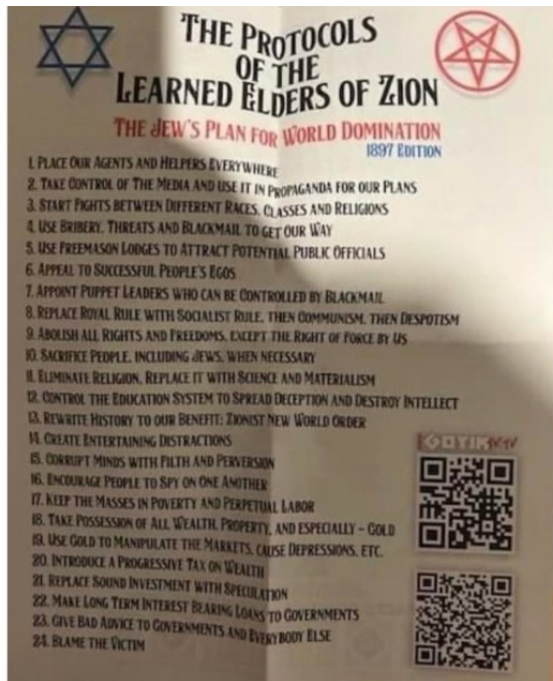 THE PROTOCOLS
OF THE
LEARNED ELDERS OF ZION
THE JEW'S PLAN FOR WORLD DOMINATION
1897 EDITION
1. PLACE OUR AGENTS AND HELPERS EVERYWHERE
2. TAKE CONTROL OF THE MEDIA AND USE IT IN PROPAGANDA FOR OUR PLANS
3. START FIGHTS BETWEEN DIFFERENT RACES, CLASSES AND RELIGIONS
4. USE BRIBERY, THREATS AND BLACKMAIL TO GET OUR WAY
5. USE FREEMASON LODGES TO ATTRACT POTENTIAL PUBLIC OFFICIALS
6. APPEAL TO SUCCESSFUL PEOPLE'S EGOS
7. APPOINT PUPPET LEADERS WHO CAN BE CONTROLLED BY BLACKMAIL
8. REPLACE ROYAL RULE WITH SOCIALIST RULE, THEN COMMUNISM, THEN DESPOTISM
9. ABOLISH ALL RIGHTS AND FREEDOMS, EXCEPT THE RIGHT OF FORCE BY US
10. SACRIFICE PEOPLE, INCLUDING JEWS, WHEN NECESSARY
11. ELIMINATE RELIGION, REPLACE IT WITH SCIENCE AND MATERIALISM
12. CONTROL THE EDUCATION SYSTEM TO SPREAD DECEPTION AND DESTROY INTELLECT
13. REWRITE HISTORY TO OUR BENEFIT: ZIONIST NEW WORLD ORDER
14. CREATE ENTERTAINING DISTRACTIONS
15. CORRUPT MINDS WITH FILTH AND PERVERSION
16. ENCOURAGE PEOPLE TO SPY ON ONE ANOTHER
17. KEEP THE MASSES IN POVERTY AND PERPETUAL LABOR
18. TAKE POSSESSION OF ALL WEALTH, PROPERTY, AND ESPECIALLY - GOLD
19. USE GOLD TO MANIPULATE THE MARKETS, CAUSE DEPRESSIONS, ETC.
20. INTRODUCE A PROGRESSIVE TAX ON WEALTH
21. REPLACE SOUND INVESTMENT WITH SPECULATION
22. MAKE LONG TERM INTEREST BEARING LOANS TO GOVERNMENTS
23. GIVE BAD ADVICE TO GOVERNMENTS AND EVERYBODY ELSE
24. BLAME THE VICTIM